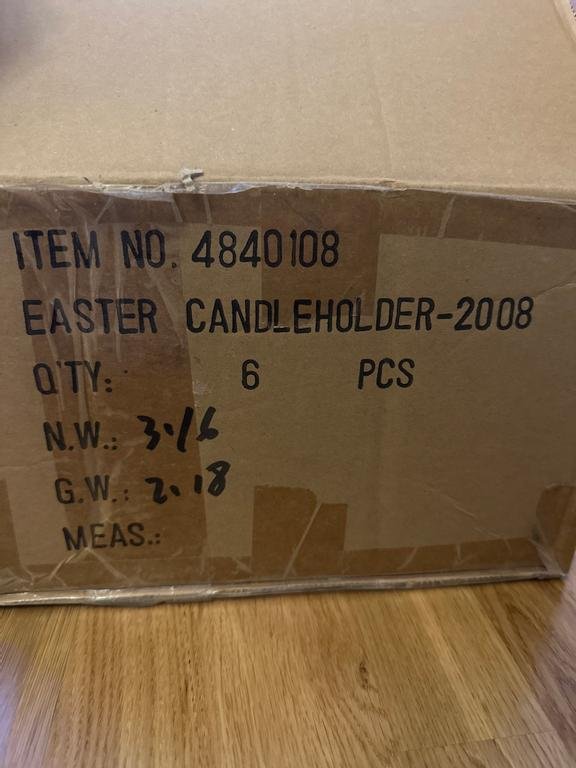 ITEM NO. 4840108
EASTER CANDLEHOLDER-2008
Q'TY: 6 PCS
N.W.: 3.16
G.W.: 2.18
MEAS.: